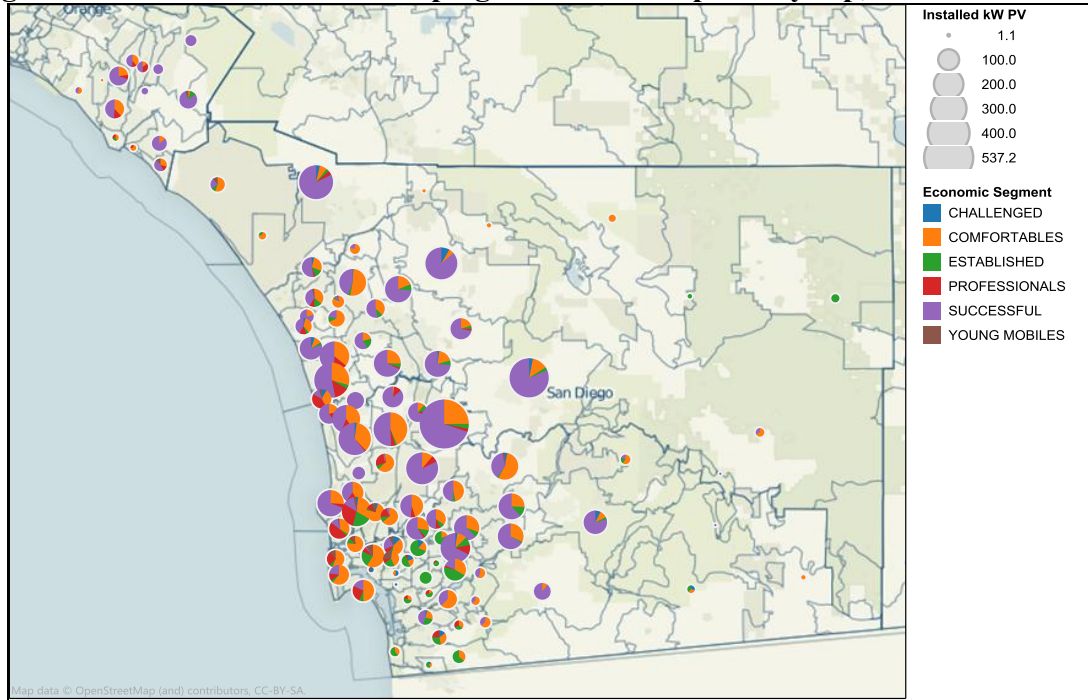 Orange
San Diego
Map data © OpenStreetMap (and) contributors, CC-BY-SA.
Installed kW PV
1.1
100.0
200.0
300.0
400.0
537.2
Economic Segment
CHALLENGED
COMFORTABLES
ESTABLISHED
PROFESSIONALS
SUCCESSFUL
YOUNG MOBILES